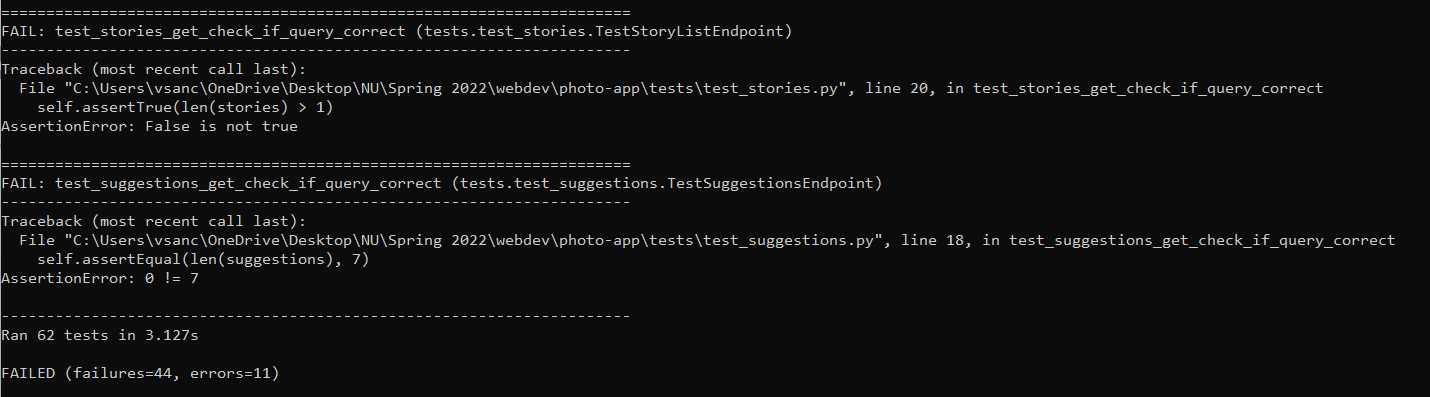 ======================================================================
FAIL: test_stories_get_check_if_query_correct (tests.test_stories.TestStoryListEndpoint)
----------------------------------------------------------------------
Traceback (most recent call last):
  File "C:\Users\vsanc\OneDrive\Desktop\NU\Spring 2022\webdev\photo-app\tests\test_stories.py", line 20, in test_stories_get_check_if_query_correct
    self.assertTrue(len(stories) > 1)
AssertionError: False is not true

======================================================================
FAIL: test_suggestions_get_check_if_query_correct (tests.test_suggestions.TestSuggestionsEndpoint)
----------------------------------------------------------------------
Traceback (most recent call last):
  File "C:\Users\vsanc\OneDrive\Desktop\NU\Spring 2022\webdev\photo-app\tests\test_suggestions.py", line 18, in test_suggestions_get_check_if_query_correct
    self.assertEqual(len(suggestions), 7)
AssertionError: 0 != 7

----------------------------------------------------------------------
Ran 62 tests in 3.127s

FAILED (failures=44, errors=11)